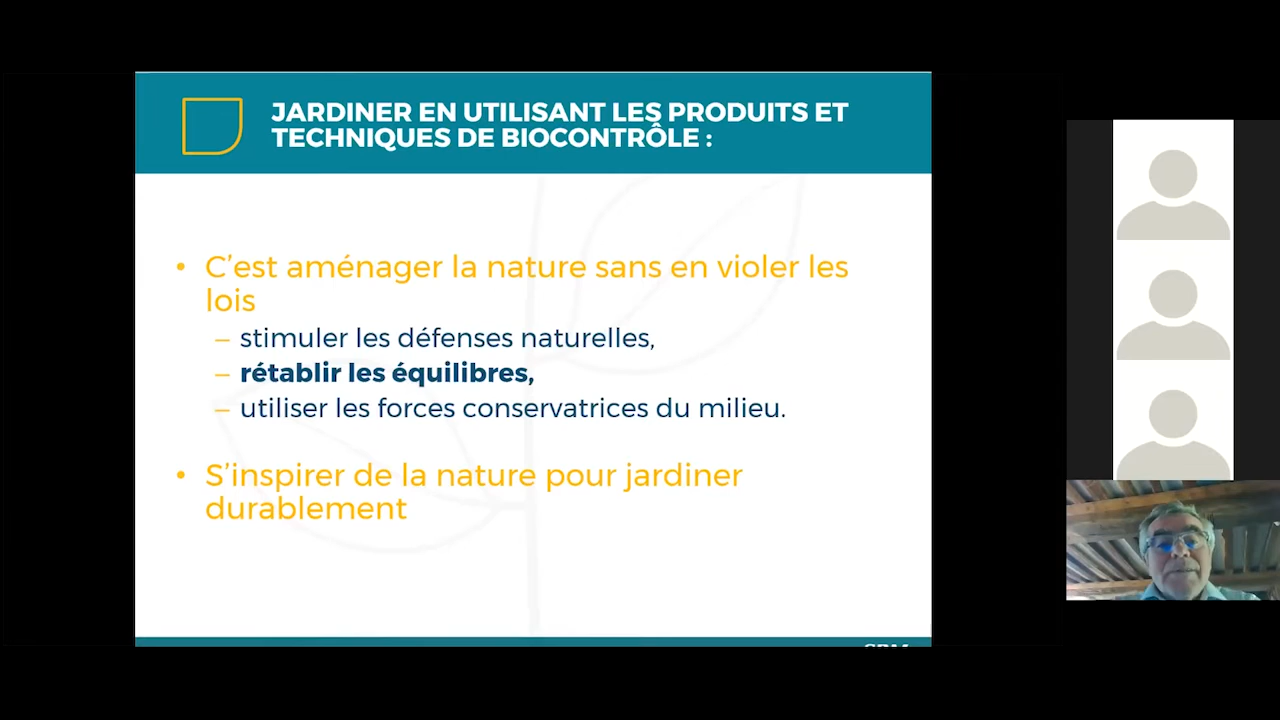 JARDINER EN UTILISANT LES PRODUITS ET
TECHNIQUES DE BIOCONTRÔLE :
• C’est aménager la nature sans en violer les
lois
– stimuler les défenses naturelles,
– rétablir les équilibres,
– utiliser les forces conservatrices du milieu.
• S’inspirer de la nature pour jardiner
durablement